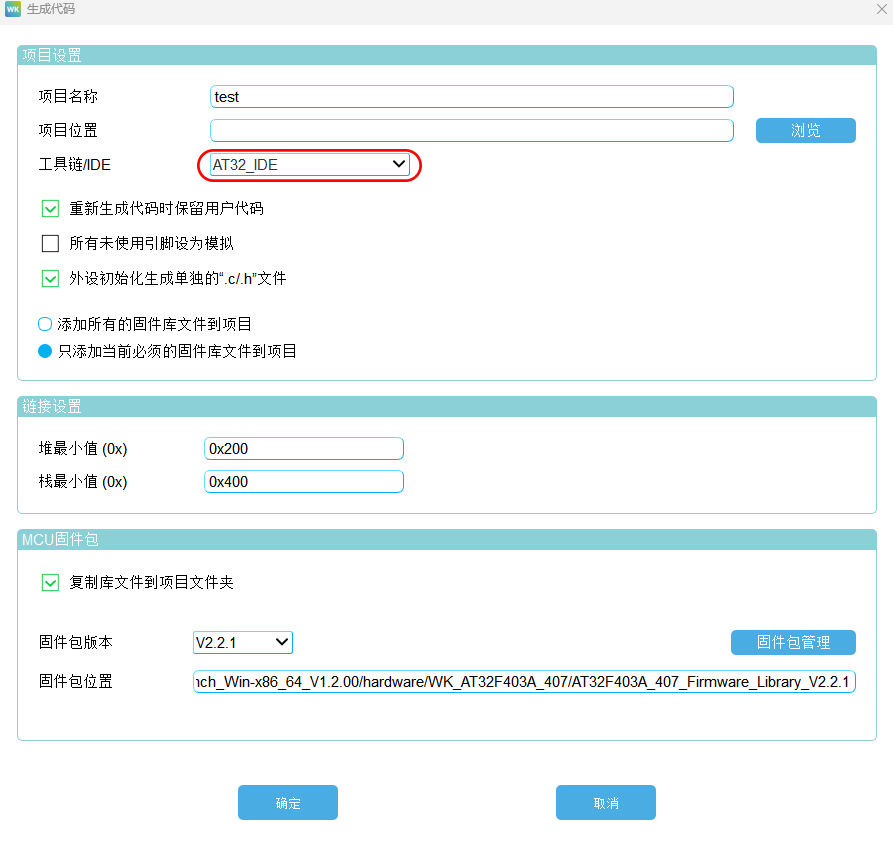 WK 生成代码
项目设置
项目名称 test
项目位置 浏览
工具链/IDE AT32_IDE
重新生成代码时保留用户代码
所有未使用引脚设为模拟
外设初始化生成单独的“.c/.h”文件
添加所有的固件库文件到项目
只添加当前必须的固件库文件到项目
链接设置
堆最小值 (0x) 0x200
栈最小值 (0x) 0x400
MCU固件包
复制库文件到项目文件夹
固件包版本 V2.2.1 固件包管理
固件包位置 nch_Win-x86_64_V1.2.00/hardware/WK_AT32F403A_407/AT32F403A_407_Firmware_Library_V2.2.1
确定 取消